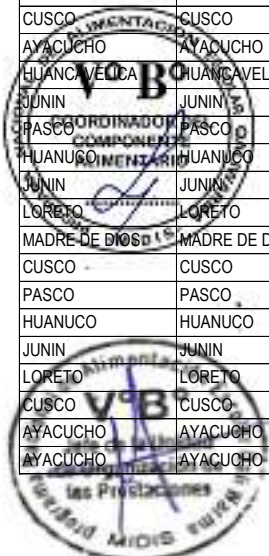 CUSCO CUSCO
AYACUCHO AYACUCHO
HUANCAVELICA HUANCAVEL
JUNIN JUNIN
PASCO PASCO
HUANUCO HUANUCO
JUNIN JUNIN
LORETO LORETO
MADRE DE DIOS MADRE DE D
CUSCO CUSCO
PASCO PASCO
HUANUCO HUANUCO
JUNIN JUNIN
LORETO LORETO
CUSCO CUSCO
AYACUCHO AYACUCHO
AYACUCHO AYACUCHO
V° B°
COORDINADOR DEL
COMPONENTE
ALIMENTARIO
V° B°
las Prestaciones
MIDIS